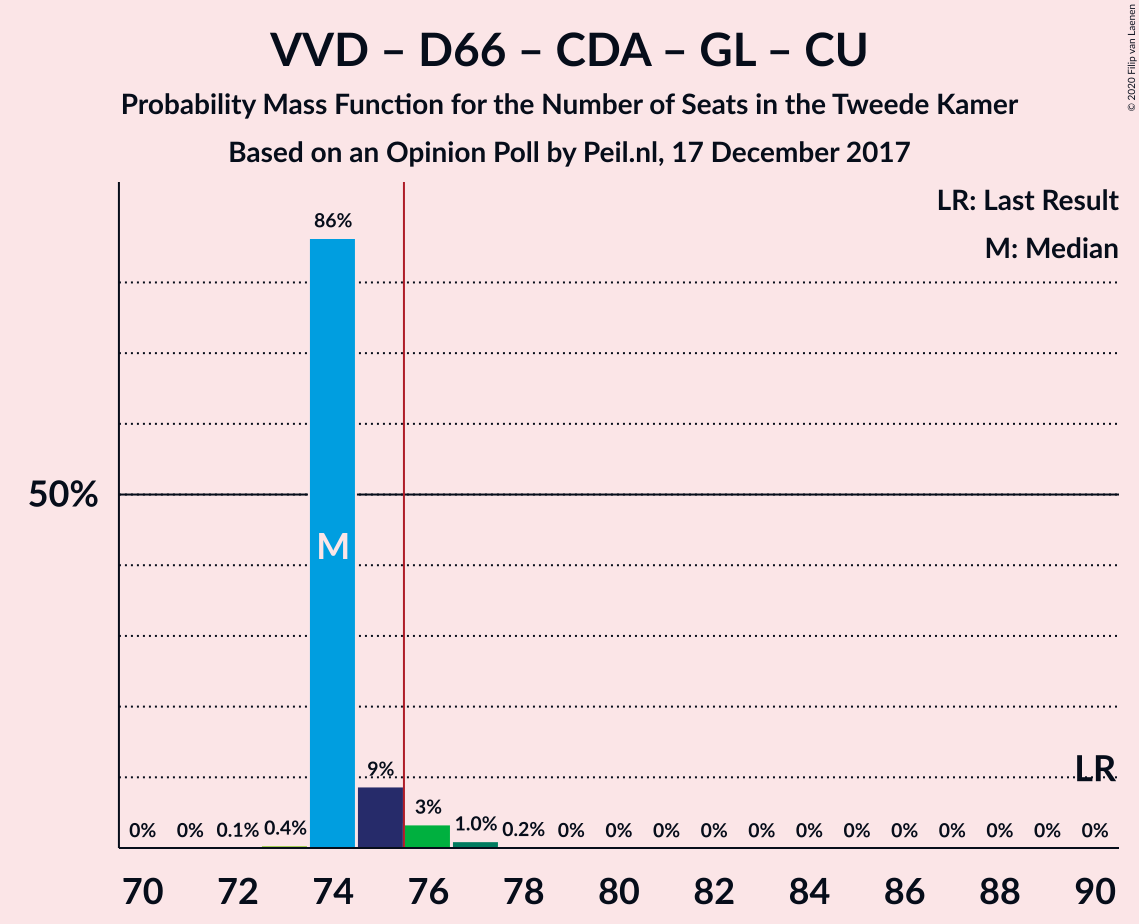 VVD – D66 – CDA – GL – CU
Probability Mass Function for the Number of Seats in the Tweede Kamer
Based on an Opinion Poll by Peil.nl, 17 December 2017
© 2020 Filip van Laenen
LR: Last Result
M: Median
86%
50%
M
LR
0% 0% 0.1% 0.4% 9% 3% 1.0% 0.2% 0% 0% 0% 0% 0% 0% 0% 0% 0% 0% 0% 0%
70 72 74 76 78 80 82 84 86 88 90